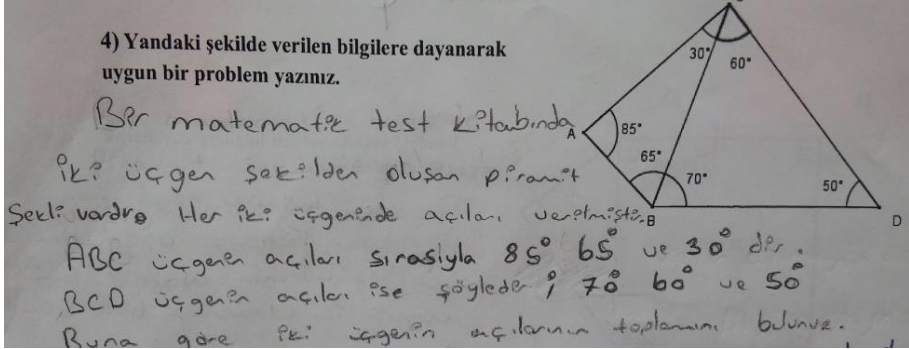 4) Yandaki şekilde verilen bilgilere dayanarak
uygun bir problem yazınız.
Bir matematik test kitabında
iki üçgen şekilden oluşan piramit
Şekli vardır. Her iki üçgeninde açıları verilmiştir.
ABC üçgenin açıları sırasıyla 85° 65° ve 30° dir.
BCD üçgenin açıları ise şöyledir ; 70° 60° ve 50°
Buna göre iki üçgenin açılarının toplamını bulunuz.
30° 60°
A 85°
65° 70° 50°
B D